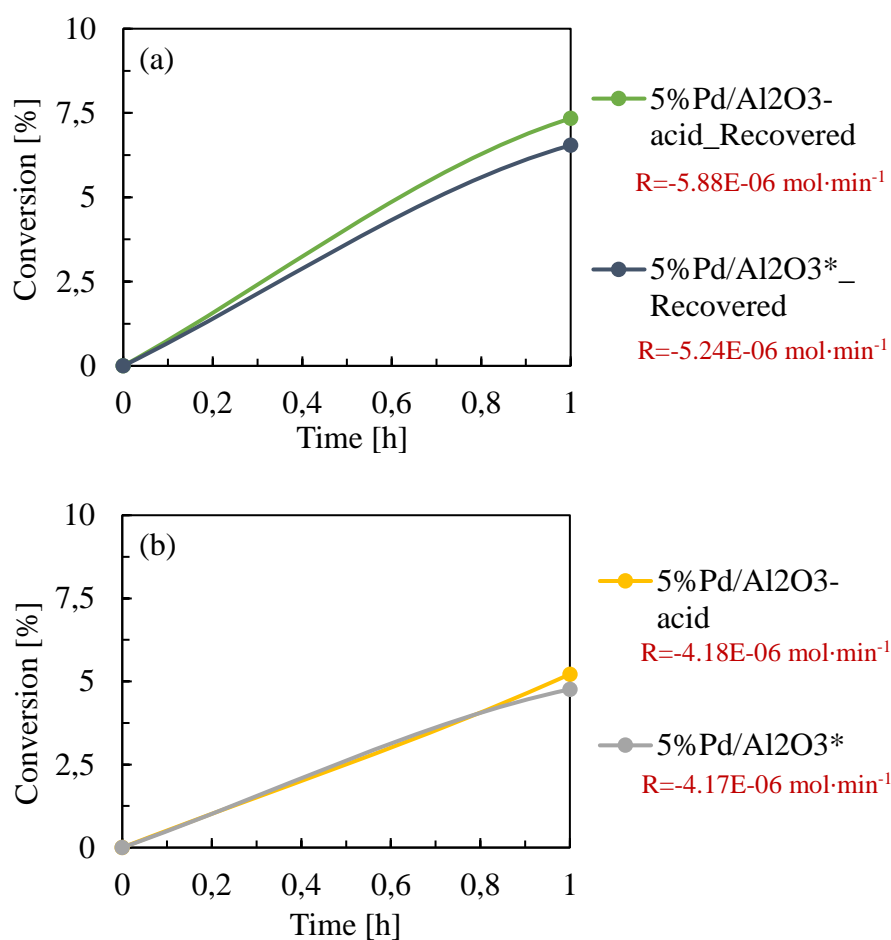 (a)
Conversion [%]
10
7,5
5
2,5
0
0 0,2 0,4 0,6 0,8 1
Time [h]
5%Pd/Al2O3-
acid_Recovered
R=-5.88E-06 mol·min⁻¹
5%Pd/Al2O3*_
Recovered
R=-5.24E-06 mol·min⁻¹
(b)
Conversion [%]
10
7,5
5
2,5
0
0 0,2 0,4 0,6 0,8 1
Time [h]
5%Pd/Al2O3-
acid
R=-4.18E-06 mol·min⁻¹
5%Pd/Al2O3*
R=-4.17E-06 mol·min⁻¹